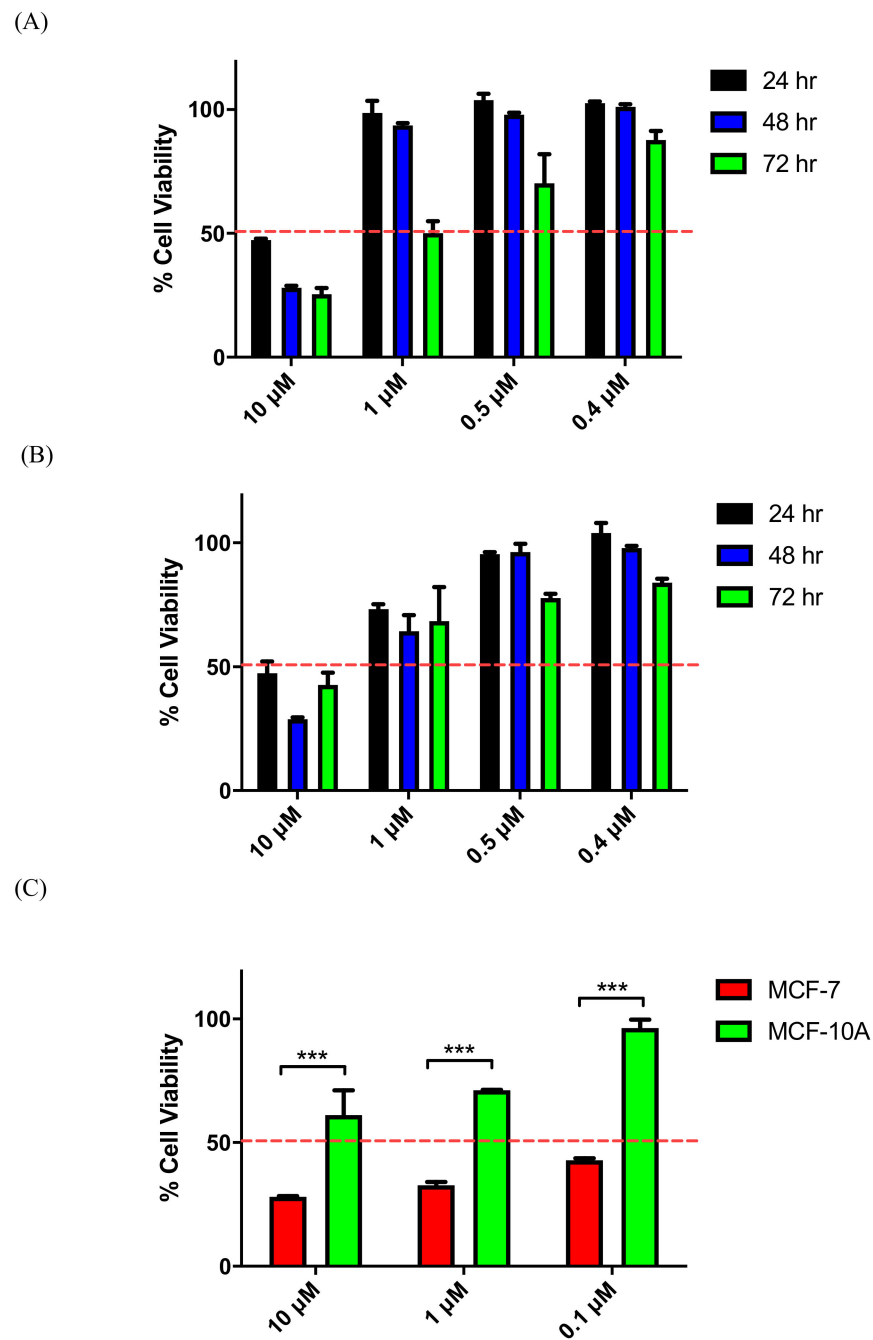 (A)
% Cell Viability
100
50
0
10 µM
1 µM
0.5 µM
0.4 µM
24 hr
48 hr
72 hr
(B)
% Cell Viability
100
50
0
10 µM
1 µM
0.5 µM
0.4 µM
24 hr
48 hr
72 hr
(C)
% Cell Viability
100
50
0
***
***
***
10 µM
1 µM
0.1 µM
MCF-7
MCF-10A